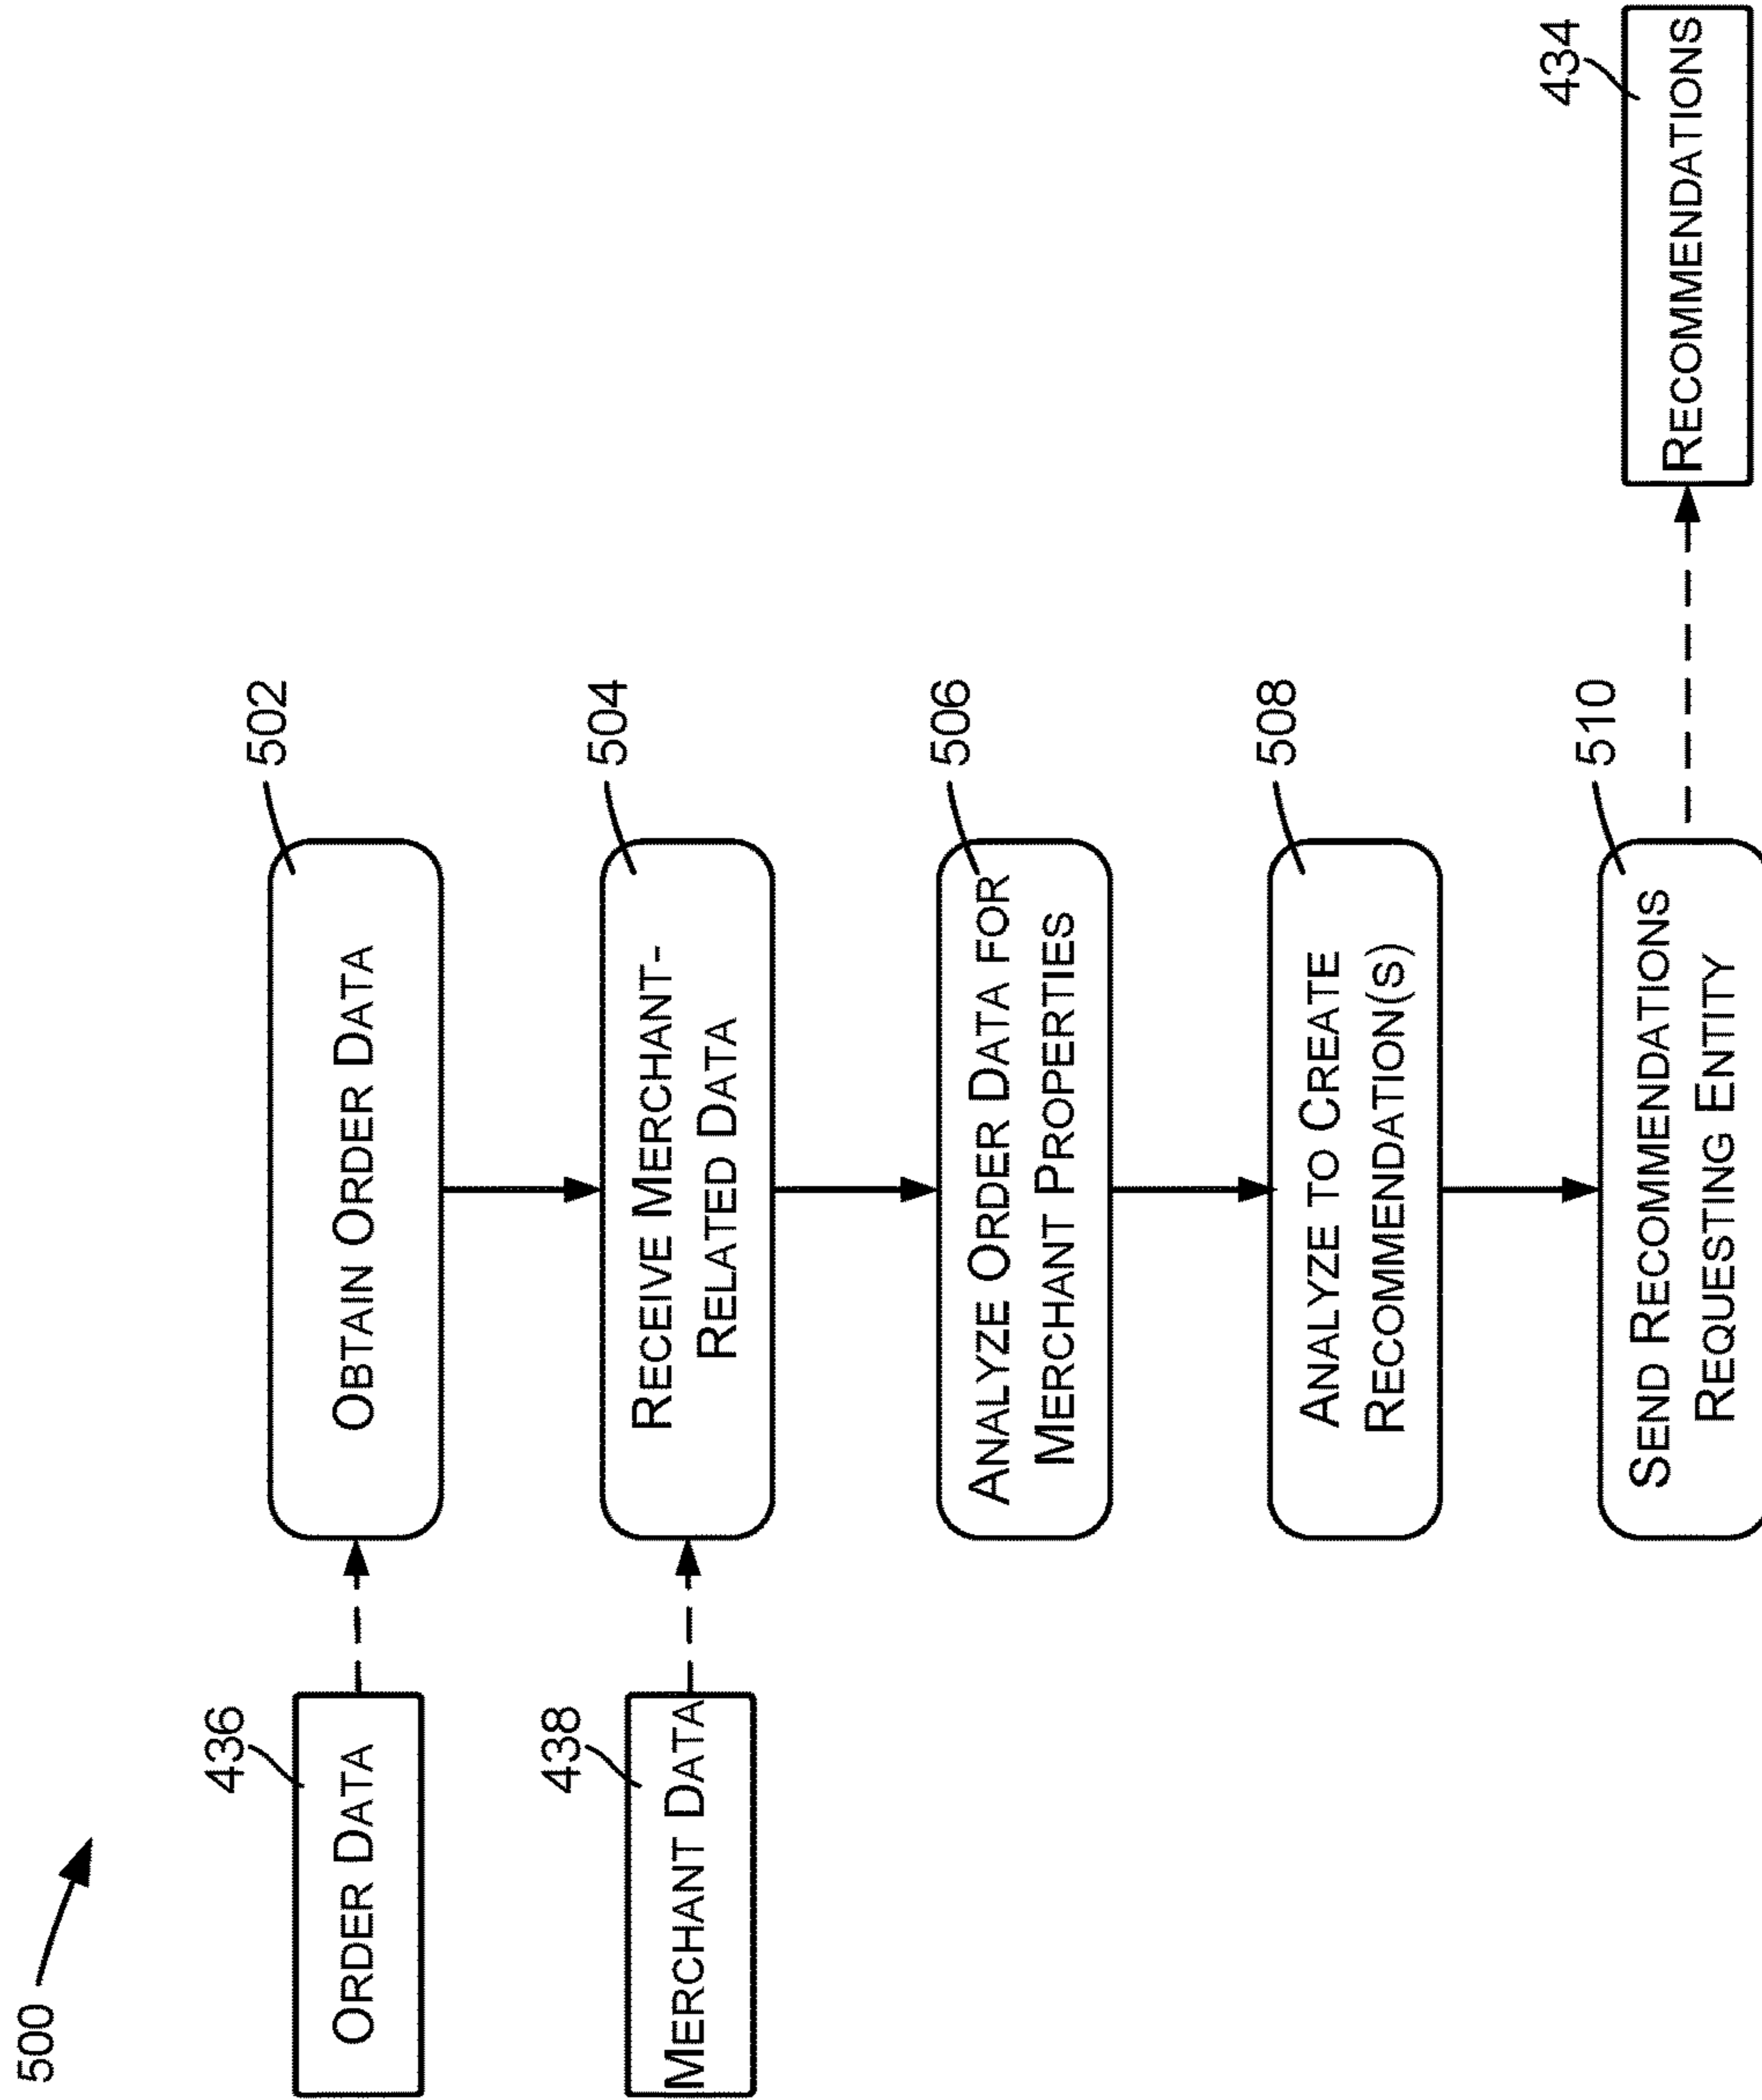 500
436
ORDER DATA
502
OBTAIN ORDER DATA
438
MERCHANT DATA
504
RECEIVE MERCHANT-
RELATED DATA
506
ANALYZE ORDER DATA FOR
MERCHANT PROPERTIES
508
ANALYZE TO CREATE
RECOMMENDATION(S)
510
SEND RECOMMENDATIONS
REQUESTING ENTITY
434
RECOMMENDATIONS